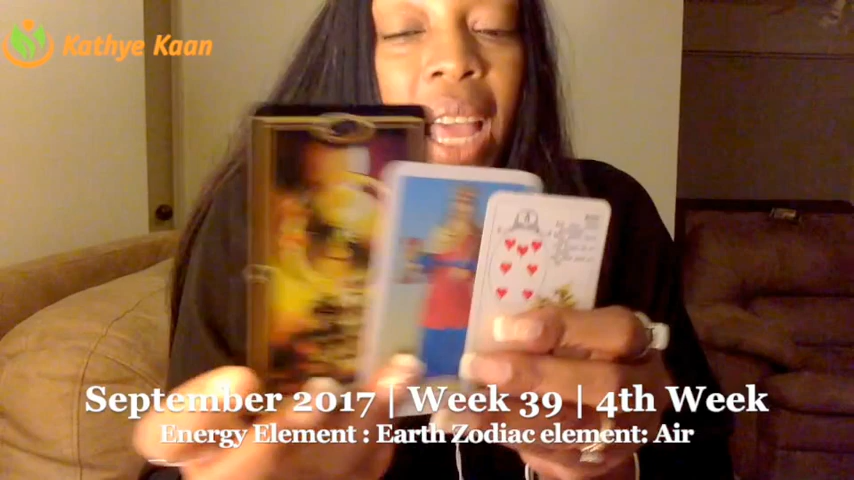 Kathye Kaan
September 2017 | Week 39 | 4th Week
Energy Element : Earth Zodiac element: Air